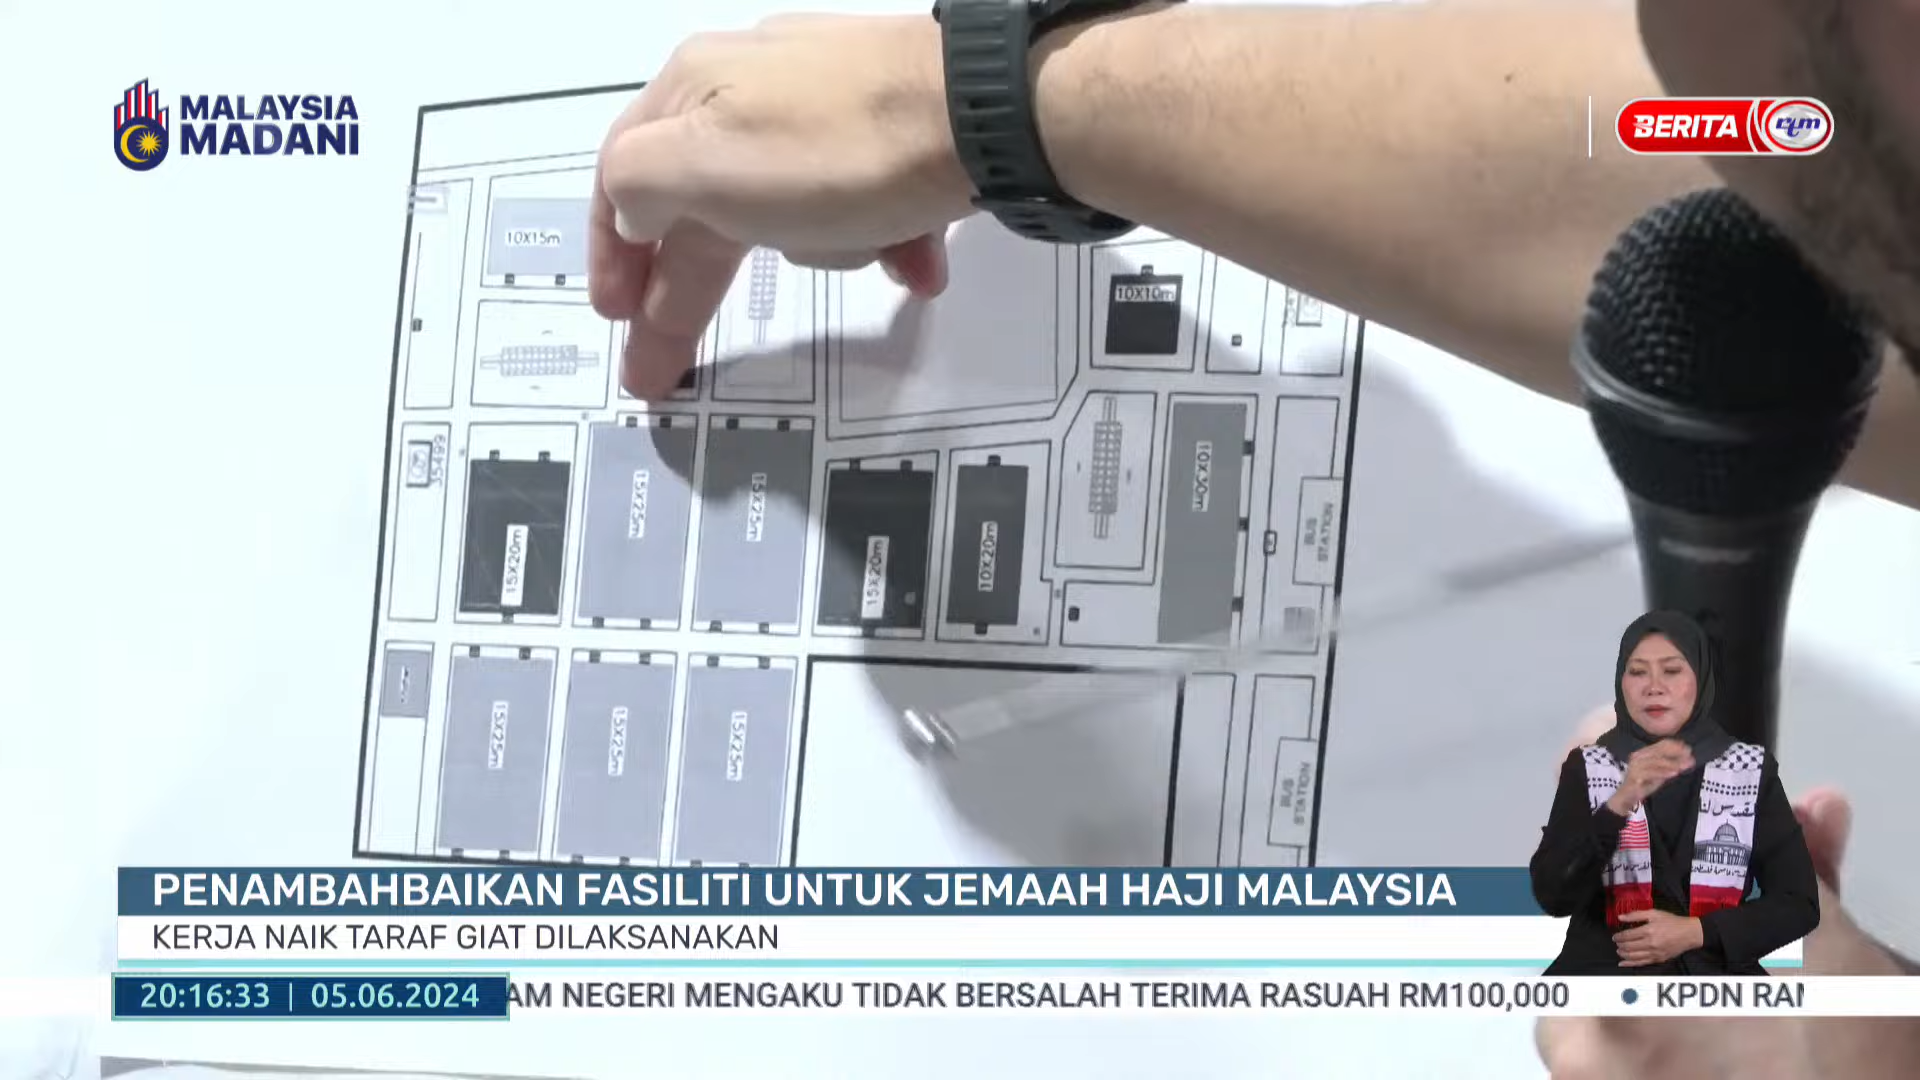 MALAYSIA
MADANI
BERITA rtm
10X15m
10X10m
35499
15X25m
15X25m
10X30m
15X20m
15X20m
10X20m
BUS
STATION
15X25m
15X25m
15X25m
BUS
STATION
PENAMBAHBAIKAN FASILITI UNTUK JEMAAH HAJI MALAYSIA
KERJA NAIK TARAF GIAT DILAKSANAKAN
20:16:33 | 05.06.2024
AM NEGERI MENGAKU TIDAK BERSALAH TERIMA RASUAH RM100,000 • KPDN RAN